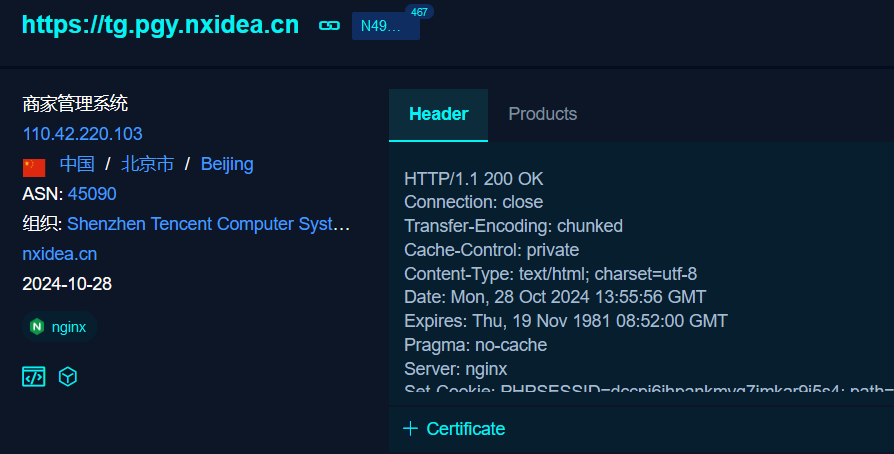 https://tg.pgy.nxidea.cn N49… 467
商家管理系统
110.42.220.103
中国 / 北京市 / Beijing
ASN: 45090
组织: Shenzhen Tencent Computer Syst…
nxidea.cn
2024-10-28
nginx
Header Products
HTTP/1.1 200 OK
Connection: close
Transfer-Encoding: chunked
Cache-Control: private
Content-Type: text/html; charset=utf-8
Date: Mon, 28 Oct 2024 13:55:56 GMT
Expires: Thu, 19 Nov 1981 08:52:00 GMT
Pragma: no-cache
Server: nginx
Set-Cookie: path=
Certificate